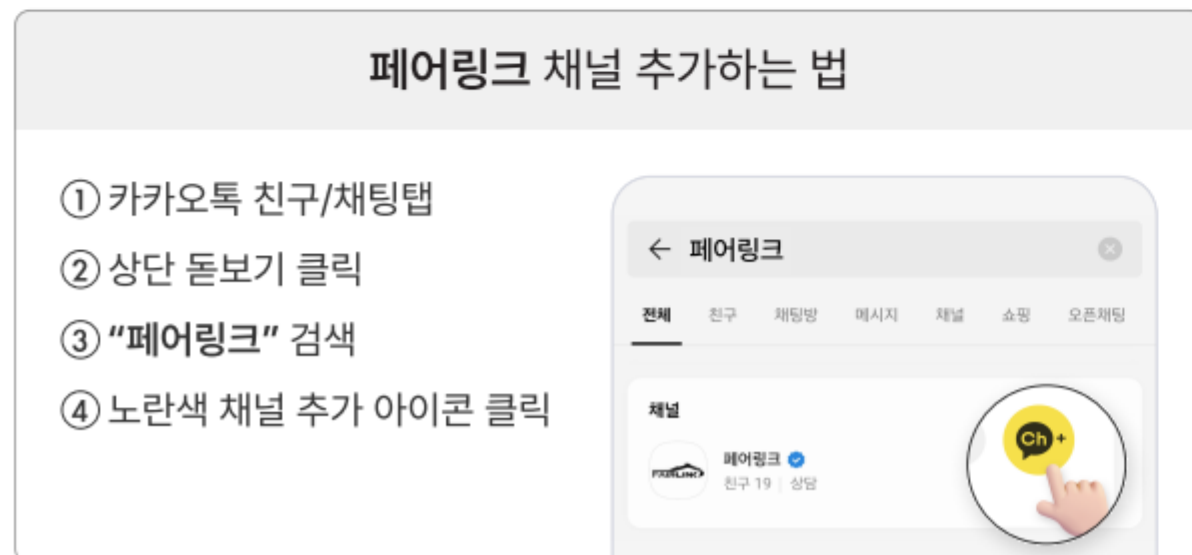 페어링크 채널 추가하는 법
① 카카오톡 친구/채팅탭
② 상단 돋보기 클릭
③ “페어링크” 검색
④ 노란색 채널 추가 아이콘 클릭
← 페어링크
전체 친구 채팅방 메시지 채널 쇼핑 오픈채팅
채널
FAIRLINK
페어링크
친구 19 | 상담
Ch+